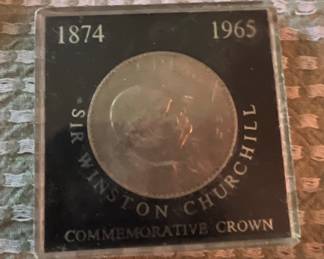 1874 1965
SIR WINSTON CHURCHILL
COMMEMORATIVE CROWN